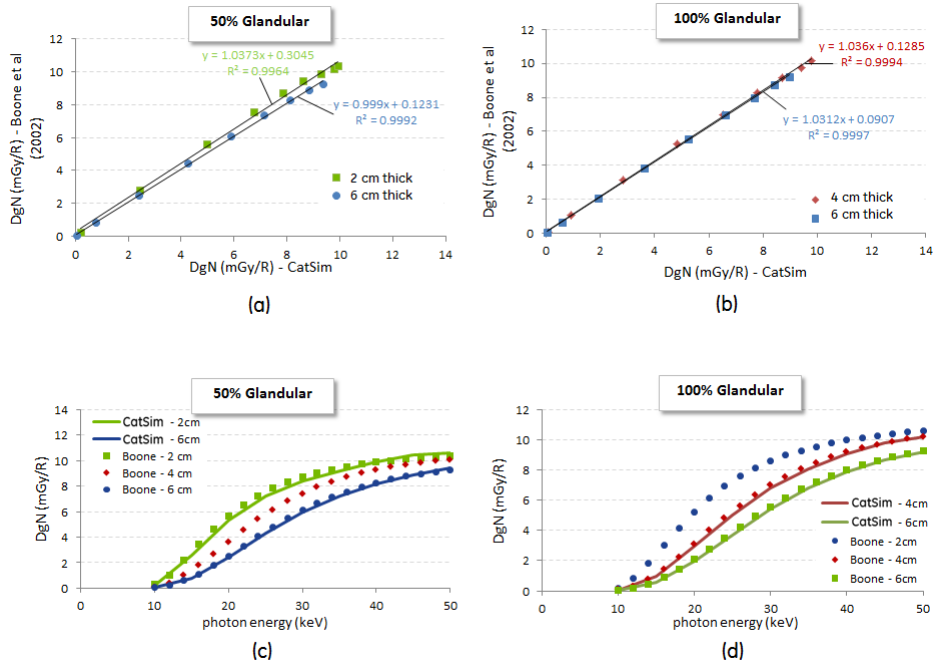 50% Glandular
DgN (mGy/R) - Boone et al
(2002)
14
12
10
8
6
4
2
0
y = 1.0373x + 0.3045
R² = 0.9964
y = 0.999x + 0.1231
R² = 0.9992
2 cm thick
6 cm thick
0 2 4 6 8 10 12 14
DgN (mGy/R) - CatSim
(a)
100% Glandular
DgN (mGy/R) - Boone et al
(2002)
14
12
10
8
6
4
2
0
y = 1.036x + 0.1285
R² = 0.9994
y = 1.0312x + 0.0907
R² = 0.9997
4 cm thick
6 cm thick
0 2 4 6 8 10 12 14
DgN (mGy/R) - CatSim
(b)
50% Glandular
DgN (mGy/R)
14
12
10
8
6
4
2
0
CatSim - 2cm
CatSim - 6cm
Boone - 2 cm
Boone - 4 cm
Boone - 6 cm
0 10 20 30 40 50
photon energy (keV)
(c)
100% Glandular
DgN (mGy/R)
12
10
8
6
4
2
0
CatSim - 4cm
CatSim - 6cm
Boone - 2cm
Boone - 4cm
Boone - 6cm
0 10 20 30 40 50
photon energy (keV)
(d)